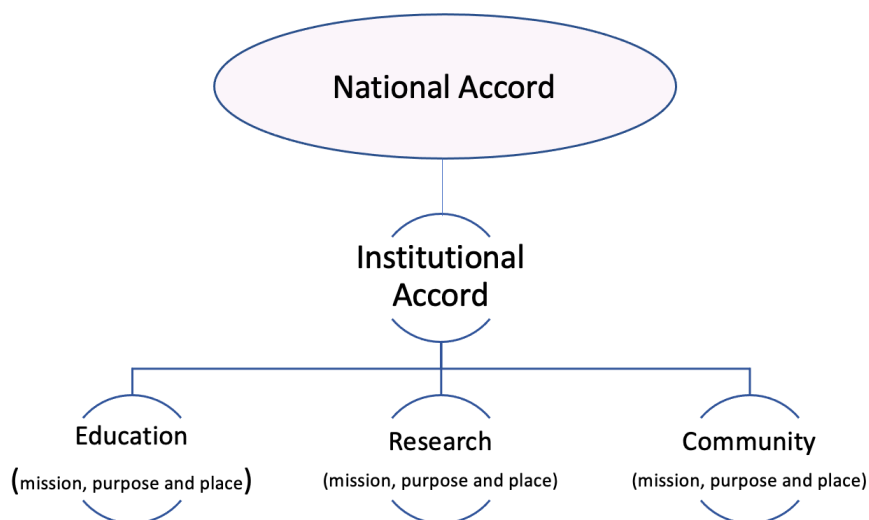 National Accord
Institutional
Accord
Education
(mission, purpose and place)
Research
(mission, purpose and place)
Community
(mission, purpose and place)